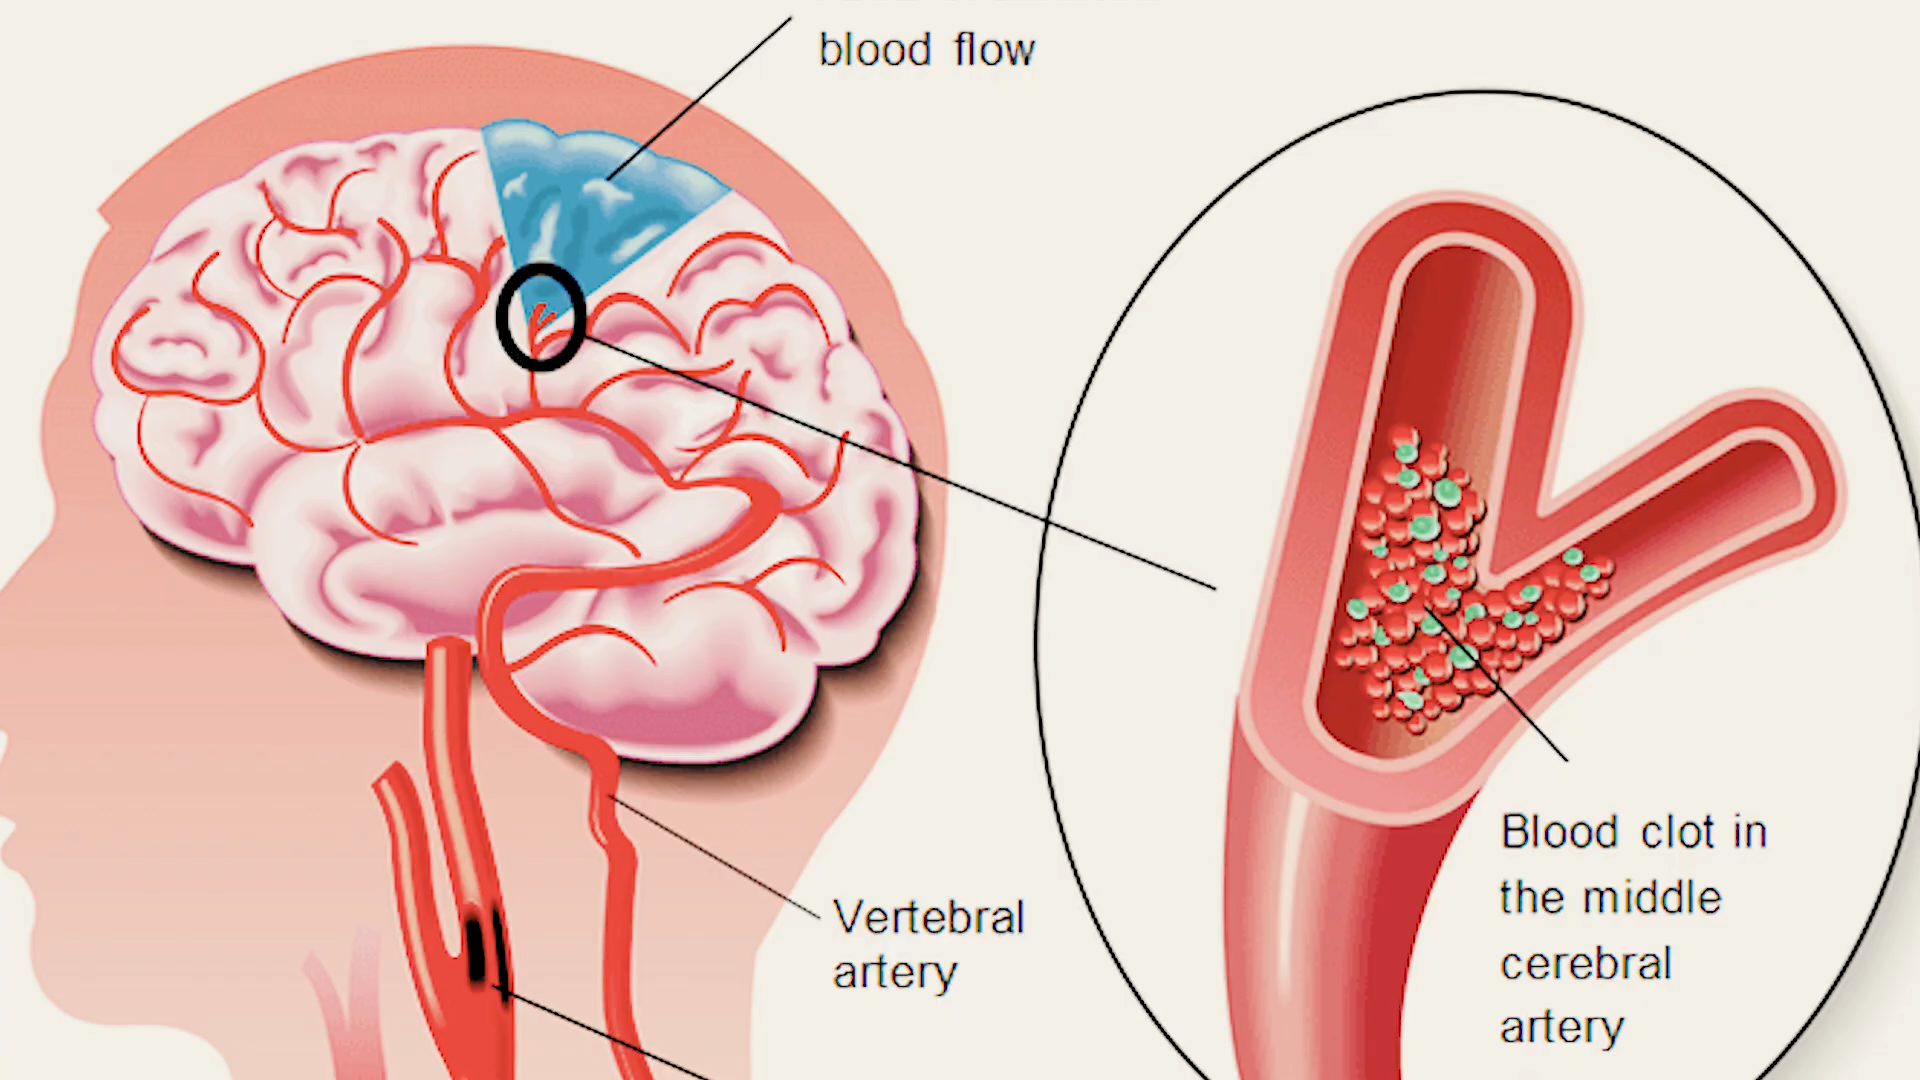 blood flow
Vertebral
artery
Blood clot in
the middle
cerebral
artery